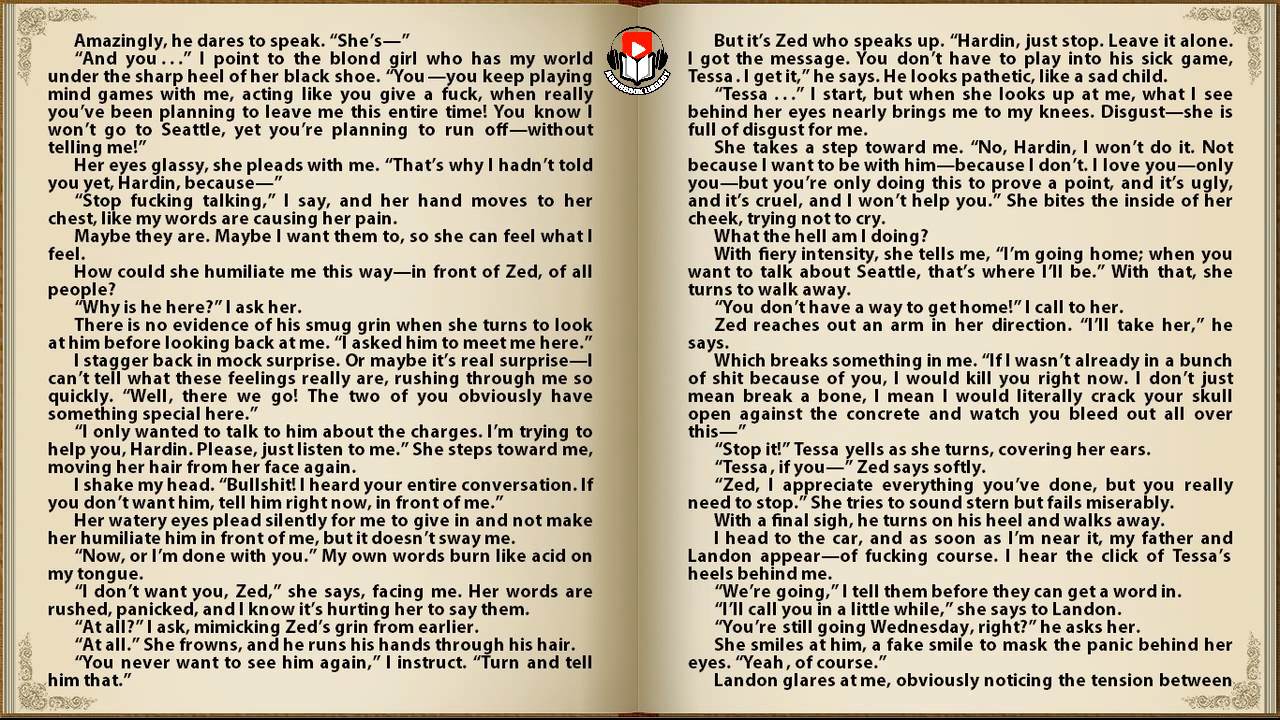 Amazingly, he dares to speak. “She’s—”
“And you . . .” I point to the blond girl who has my world
under the sharp heel of her black shoe. “You—you keep playing
mind games with me, acting like you give a fuck, when really
you’ve been planning to leave me this entire time! You know I
won’t go to Seattle, yet you’re planning to run off—without
telling me!”
Her eyes glassy, she pleads with me. “That’s why I hadn’t told
you yet, Hardin, because—”
“Stop fucking talking,” I say, and her hand moves to her
chest, like my words are causing her pain.
Maybe they are. Maybe I want them to, so she can feel what I
feel.
How could she humiliate me this way—in front of Zed, of all
people?
“Why is he here?” I ask her.
There is no evidence of his smug grin when she turns to look
at him before looking back at me. “I asked him to meet me here.”
I stagger back in mock surprise. Or maybe it’s real surprise—I
can’t tell what these feelings really are, rushing through me so
quickly. “Well, there we go! The two of you obviously have
something special here.”
“I only wanted to talk to him about the charges. I’m trying to
help you, Hardin. Please, just listen to me.” She steps toward me,
moving her hair from her face again.
I shake my head. “Bullshit! I heard your entire conversation. If
you don’t want him, tell him right now, in front of me.”
Her watery eyes plead silently for me to give in and not make
her humiliate him in front of me, but it doesn’t sway me.
“Now, or I’m done with you.” My own words burn like acid on
my tongue.
“I don’t want you, Zed,” she says, facing me. Her words are
rushed, panicked, and I know it’s hurting her to say them.
“At all?” I ask, mimicking Zed’s grin from earlier.
“At all.” She frowns, and he runs his hands through his hair.
“You never want to see him again,” I instruct. “Turn and tell
him that.”
But it’s Zed who speaks up. “Hardin, just stop. Leave it alone.
I got the message. You don’t have to play into his sick game,
Tessa. I get it,” he says. He looks pathetic, like a sad child.
“Tessa . . .” I start, but when she looks up at me, what I see
behind her eyes nearly brings me to my knees. Disgust—she is
full of disgust for me.
She takes a step toward me. “No, Hardin, I won’t do it. Not
because I want to be with him—because I don’t. I love you—only
you—but you’re only doing this to prove a point, and it’s ugly,
and it’s cruel, and I won’t help you.” She bites the inside of her
cheek, trying not to cry.
What the hell am I doing?
With fiery intensity, she tells me, “I’m going home; when you
want to talk about Seattle, that’s where I’ll be.” With that, she
turns to walk away.
“You don’t have a way to get home!” I call to her.
Zed reaches out an arm in her direction. “I’ll take her,” he
says.
Which breaks something in me. “If I wasn’t already in a bunch
of shit because of you, I would kill you right now. I don’t just
mean break a bone, I mean I would literally crack your skull
open against the concrete and watch you bleed out all over
this—”
“Stop it!” Tessa yells as she turns, covering her ears.
“Tessa, if you—” Zed says softly.
“Zed, I appreciate everything you’ve done, but you really
need to stop.” She tries to sound stern but fails miserably.
With a final sigh, he turns on his heel and walks away.
I head to the car, and as soon as I’m near it, my father and
Landon appear—of fucking course. I hear the click of Tessa’s
heels behind me.
“We’re going,” I tell them before they can get a word in.
“I’ll call you in a little while,” she says to Landon.
“You’re still going Wednesday, right?” he asks her.
She smiles at him, a fake smile to mask the panic behind her
eyes. “Yeah, of course.”
Landon glares at me, obviously noticing the tension between
AUDIOBOOK LIBRARY